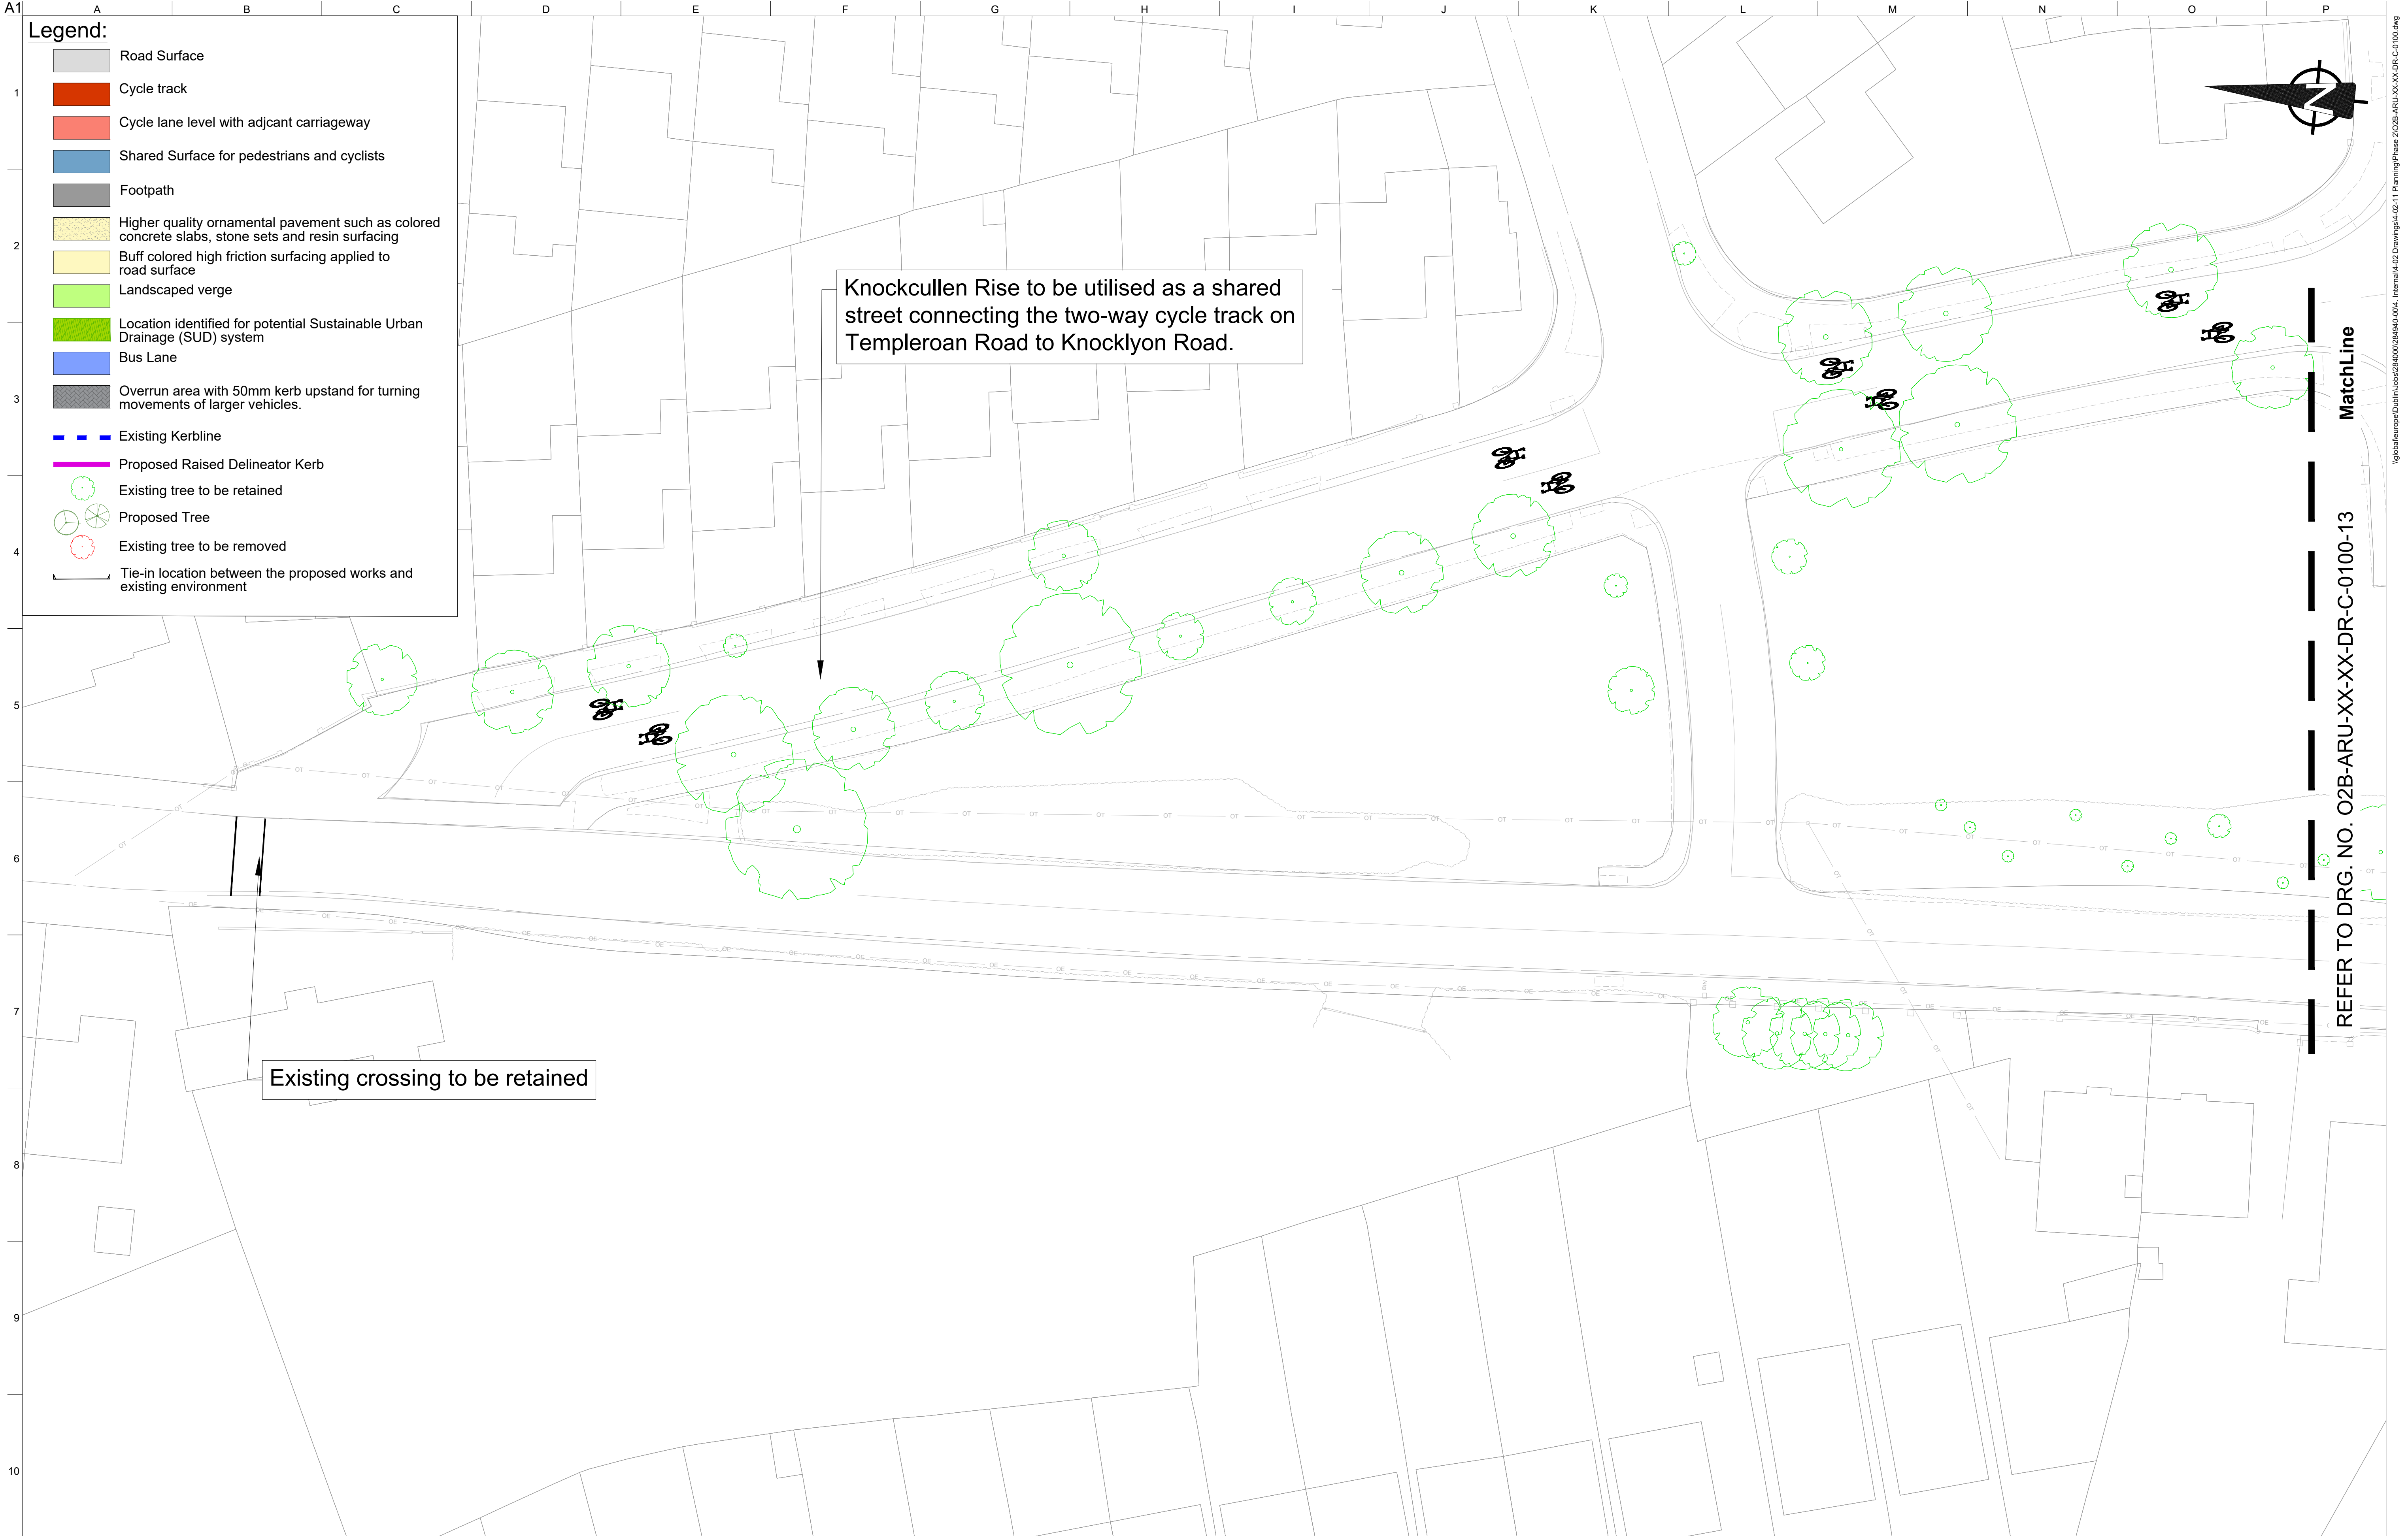 A1
A B C D E F G H I J K L M N O P
1
2
3
4
5
6
7
8
9
10
Legend:
Road Surface
Cycle track
Cycle lane level with adjcant carriageway
Shared Surface for pedestrians and cyclists
Footpath
Higher quality ornamental pavement such as colored
concrete slabs, stone sets and resin surfacing
Buff colored high friction surfacing applied to
road surface
Landscaped verge
Location identified for potential Sustainable Urban
Drainage (SUD) system
Bus Lane
Overrun area with 50mm kerb upstand for turning
movements of larger vehicles.
Existing Kerbline
Proposed Raised Delineator Kerb
Existing tree to be retained
Proposed Tree
Existing tree to be removed
Tie-in location between the proposed works and
existing environment
Knockcullen Rise to be utilised as a shared
street connecting the two-way cycle track on
Templeroan Road to Knocklyon Road.
Existing crossing to be retained
N
MatchLine
REFER TO DRG. NO. O2B-ARU-XX-XX-DR-C-0100-13
OT
OE